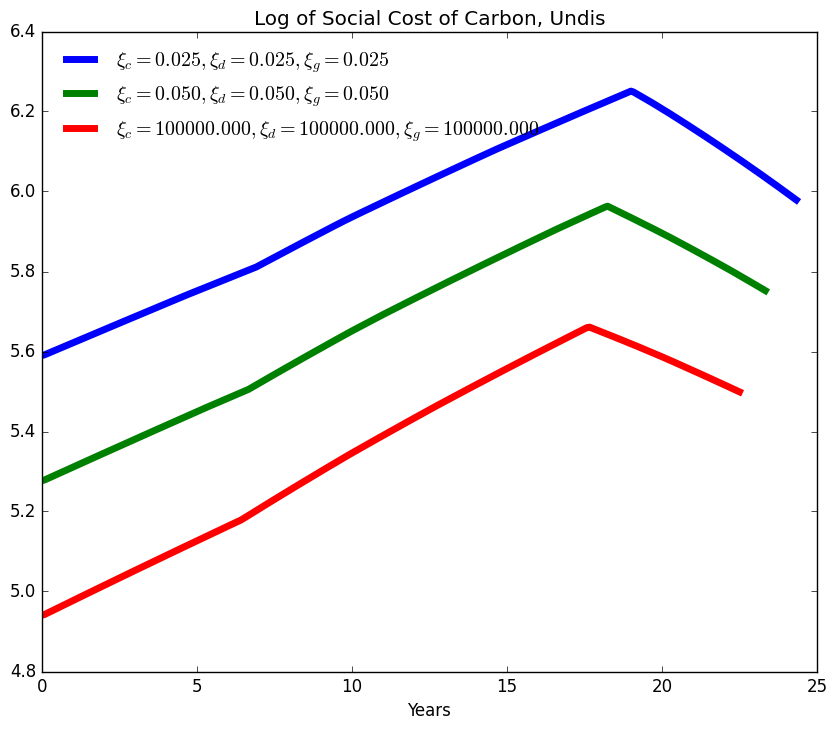 Log of Social Cost of Carbon, Undis
6.4
6.2
6.0
5.8
5.6
5.4
5.2
5.0
4.8
ξc = 0.025, ξd = 0.025, ξg = 0.025
ξc = 0.050, ξd = 0.050, ξg = 0.050
ξc = 100000.000, ξd = 100000.000, ξg = 100000.000
0 5 10 15 20 25
Years